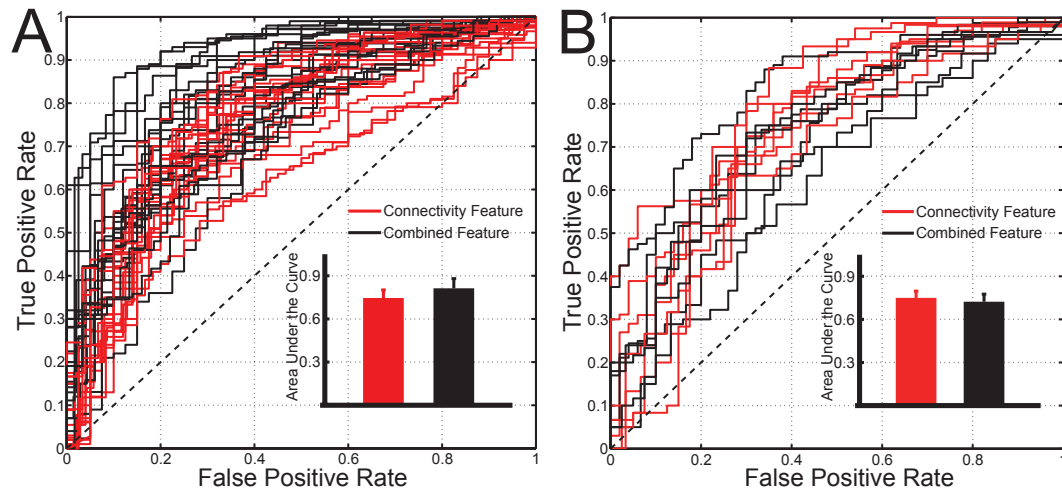 A
1
0.9
0.8
0.7
0.6
0.5
0.4
0.3
0.2
0.1
0
True Positive Rate
0 0.2 0.4 0.6 0.8 1
False Positive Rate
Connectivity Feature
Combined Feature
Area Under the Curve
0.9
0.6
0.3
B
1
0.9
0.8
0.7
0.6
0.5
0.4
0.3
0.2
0.1
0
True Positive Rate
0 0.2 0.4 0.6 0.8 1
False Positive Rate
Connectivity Feature
Combined Feature
Area Under the Curve
0.9
0.6
0.3